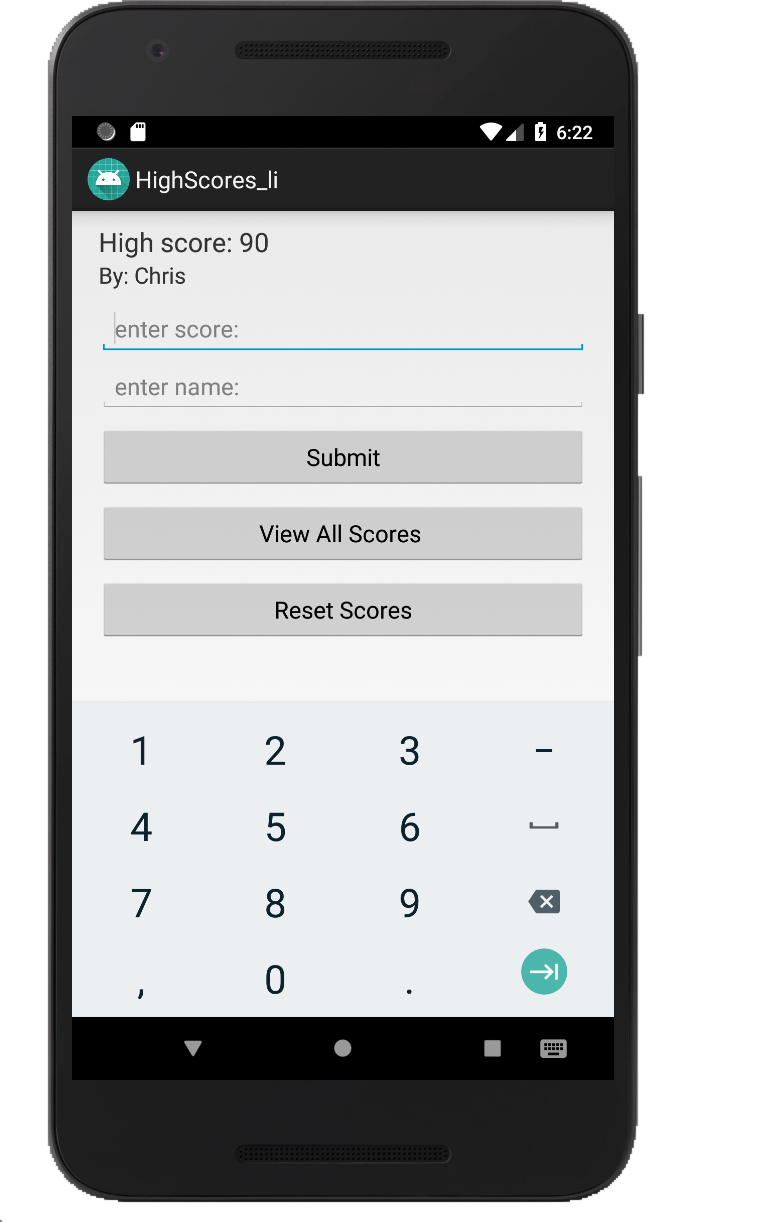 6:22
HighScores_li
High score: 90
By: Chris
enter score:
enter name:
Submit
View All Scores
Reset Scores
1 2 3 –
4 5 6
7 8 9
, 0 .